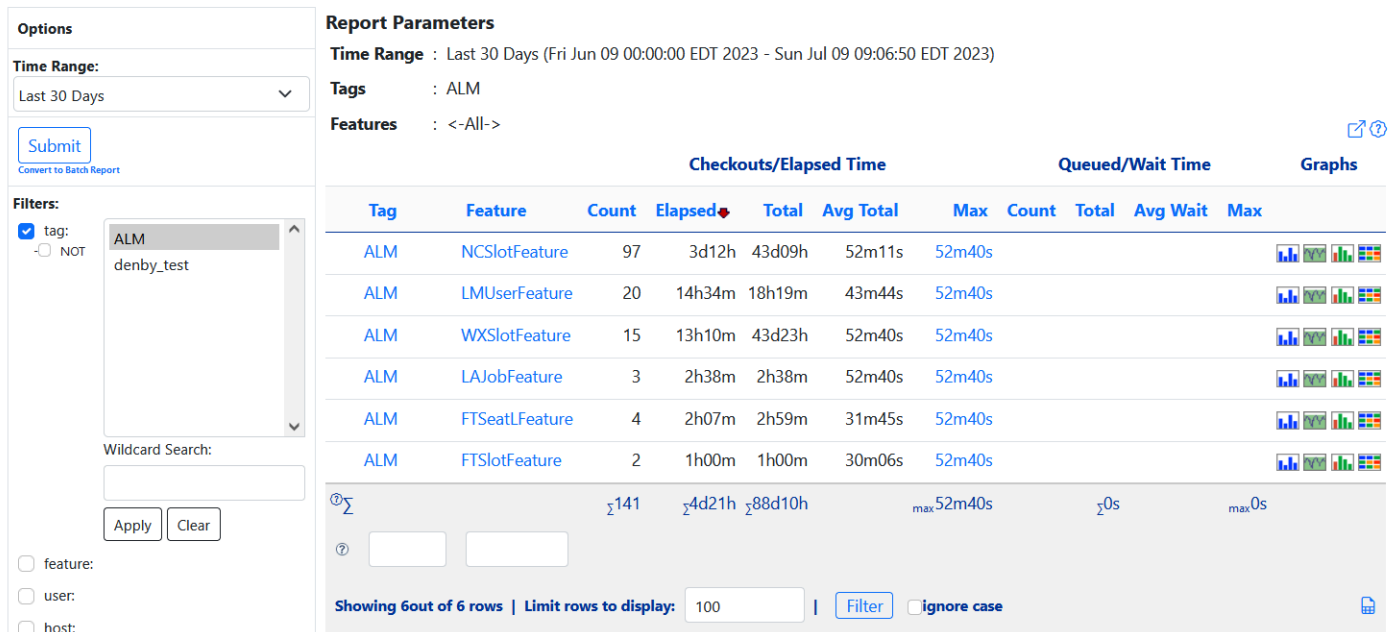 Options
Time Range:
Last 30 Days
Submit
Convert to Batch Report
Filters:
tag:
NOT
ALM
denby_test
Wildcard Search:
Apply Clear
feature:
user:
host:
Report Parameters
Time Range : Last 30 Days (Fri Jun 09 00:00:00 EDT 2023 - Sun Jul 09 09:06:50 EDT 2023)
Tags : ALM
Features : <-All->
Checkouts/Elapsed Time Queued/Wait Time Graphs
Tag Feature Count Elapsed Total Avg Total Max Count Total Avg Wait Max
ALM NCSlotFeature 97 3d12h 43d09h 52m11s 52m40s
ALM LMUserFeature 20 14h34m 18h19m 43m44s 52m40s
ALM WXSlotFeature 15 13h10m 43d23h 52m40s 52m40s
ALM LAJobFeature 3 2h38m 2h38m 52m40s 52m40s
ALM FTSeatLFeature 4 2h07m 2h59m 31m45s 52m40s
ALM FTSlotFeature 2 1h00m 1h00m 30m06s 52m40s
?∑ ∑141 ∑4d21h ∑88d10h max52m40s ∑0s max0s
?
Showing 6out of 6 rows | Limit rows to display: 100 | Filter ignore case